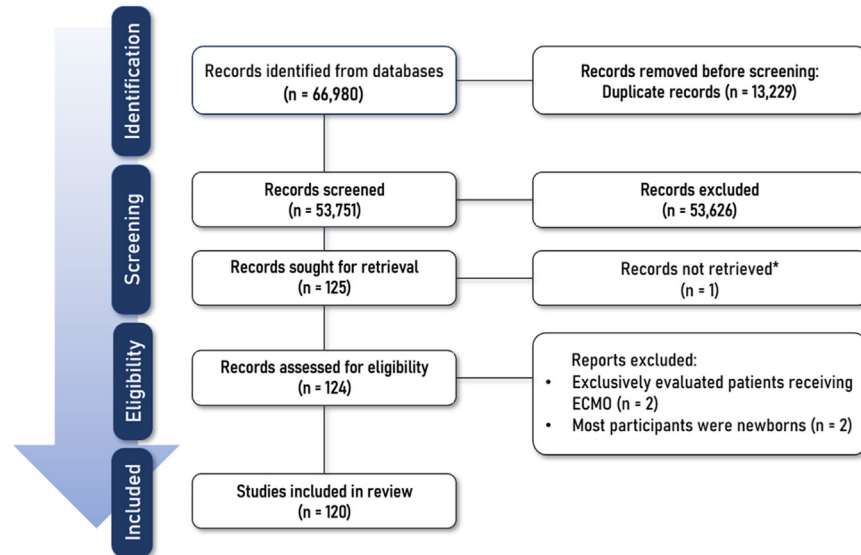 Identification
Records identified from databases
(n = 66,980)
Records removed before screening:
Duplicate records (n = 13,229)
Screening
Records screened
(n = 53,751)
Records excluded
(n = 53,626)
Records sought for retrieval
(n = 125)
Records not retrieved*
(n = 1)
Eligibility
Records assessed for eligibility
(n = 124)
Reports excluded:
• Exclusively evaluated patients receiving
ECMO (n = 2)
• Most participants were newborns (n = 2)
Included
Studies included in review
(n = 120)